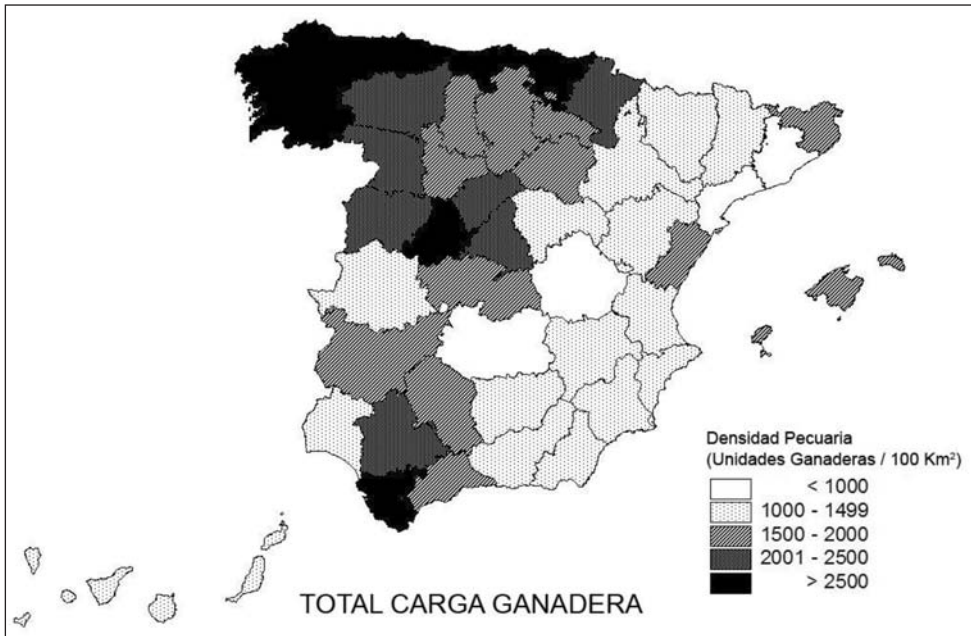 Densidad Pecuaria
(Unidades Ganaderas / 100 Km²)
< 1000
1000 - 1499
1500 - 2000
2001 - 2500
> 2500
TOTAL CARGA GANADERA